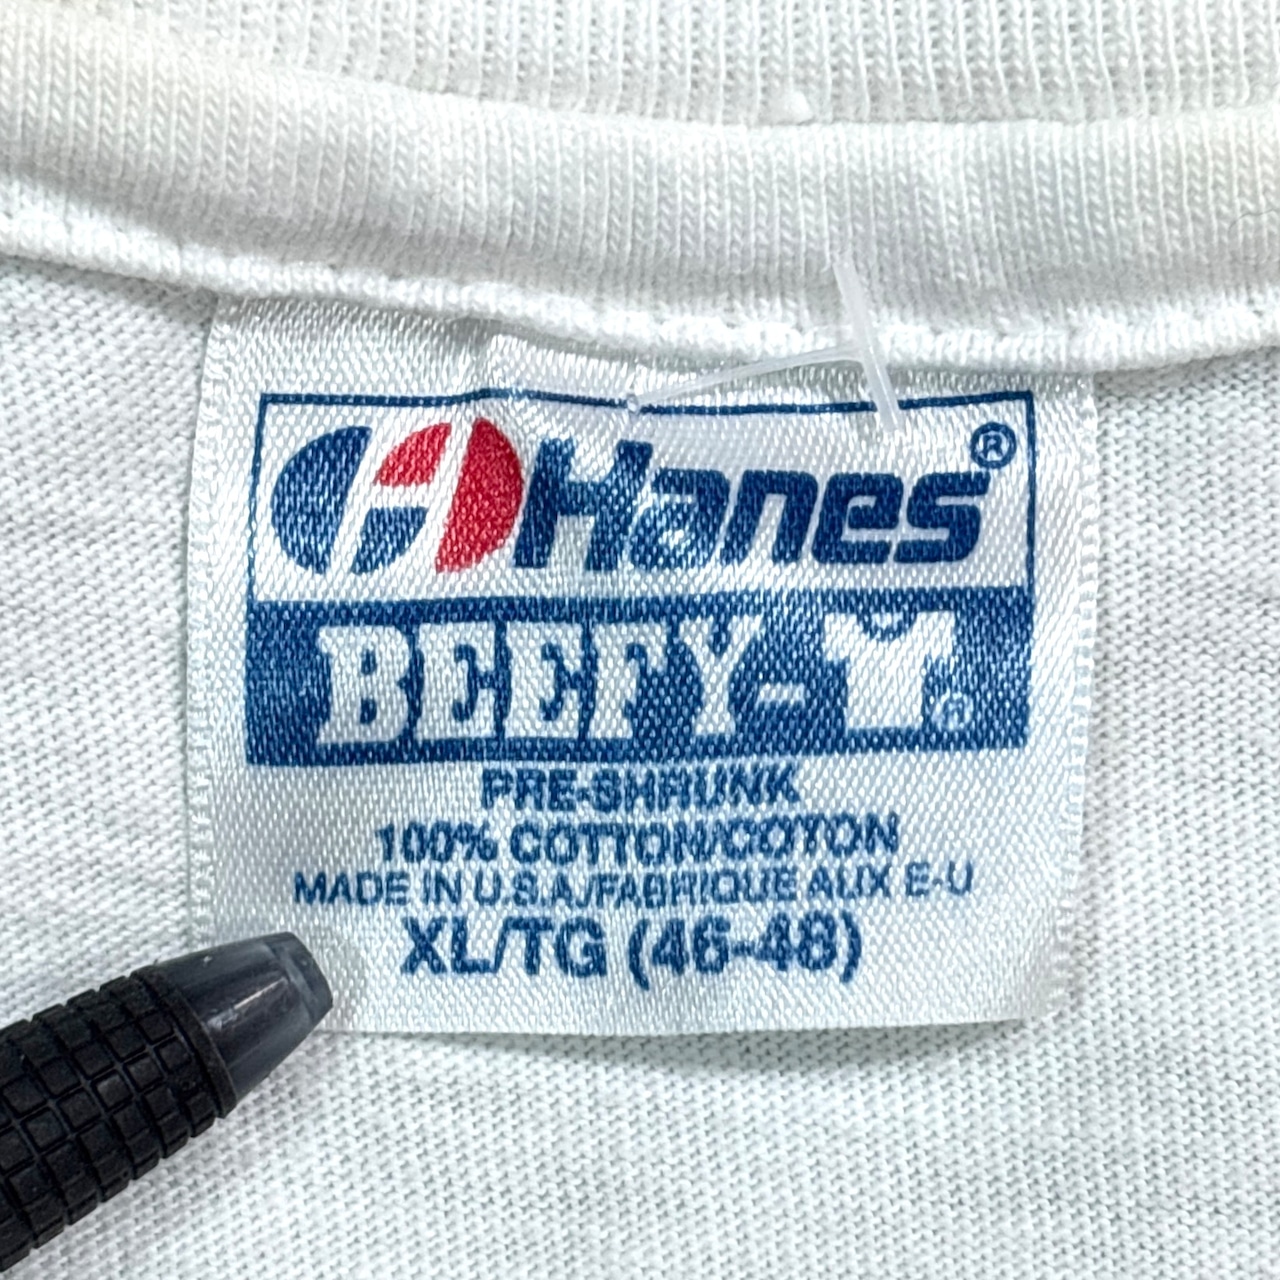 Hanes®
BEEFY-T®
PRE-SHRUNK
100% COTTON/COTON
MADE IN U.S.A/FABRIQUE AUX E-U
XL/TG (46-48)